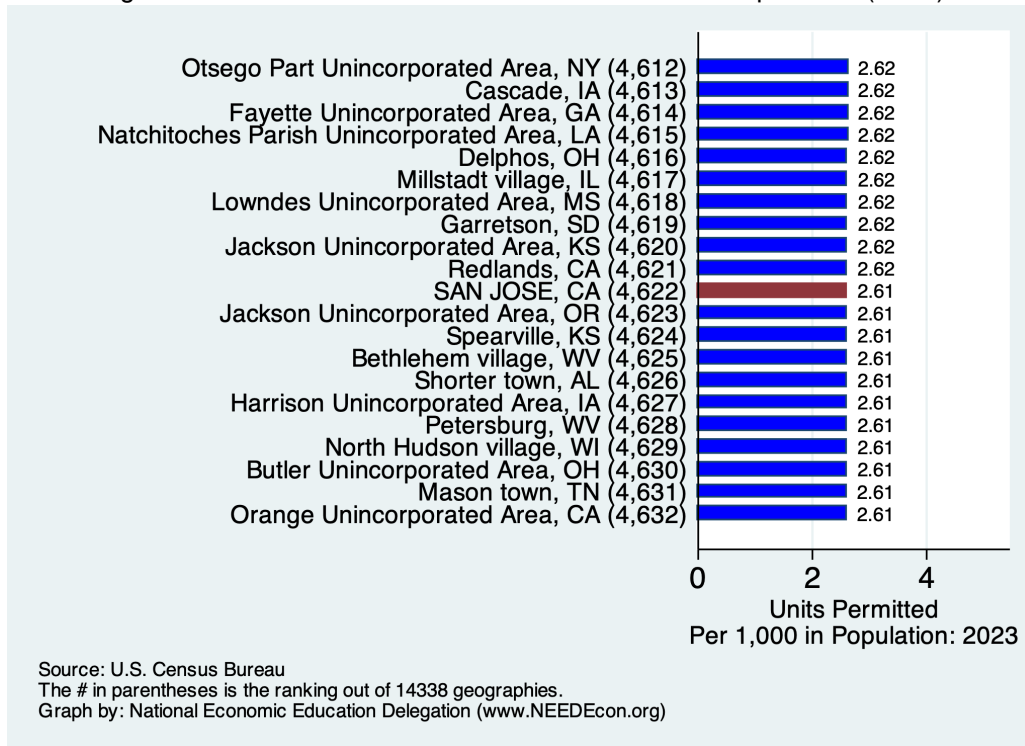 Otsego Part Unincorporated Area, NY (4,612) 2.62
Cascade, IA (4,613) 2.62
Fayette Unincorporated Area, GA (4,614) 2.62
Natchitoches Parish Unincorporated Area, LA (4,615) 2.62
Delphos, OH (4,616) 2.62
Millstadt village, IL (4,617) 2.62
Lowndes Unincorporated Area, MS (4,618) 2.62
Garretson, SD (4,619) 2.62
Jackson Unincorporated Area, KS (4,620) 2.62
Redlands, CA (4,621) 2.62
SAN JOSE, CA (4,622) 2.61
Jackson Unincorporated Area, OR (4,623) 2.61
Spearville, KS (4,624) 2.61
Bethlehem village, WV (4,625) 2.61
Shorter town, AL (4,626) 2.61
Harrison Unincorporated Area, IA (4,627) 2.61
Petersburg, WV (4,628) 2.61
North Hudson village, WI (4,629) 2.61
Butler Unincorporated Area, OH (4,630) 2.61
Mason town, TN (4,631) 2.61
Orange Unincorporated Area, CA (4,632) 2.61
0 2 4
Units Permitted
Per 1,000 in Population: 2023
Source: U.S. Census Bureau
The # in parentheses is the ranking out of 14338 geographies.
Graph by: National Economic Education Delegation (www.NEEDEcon.org)